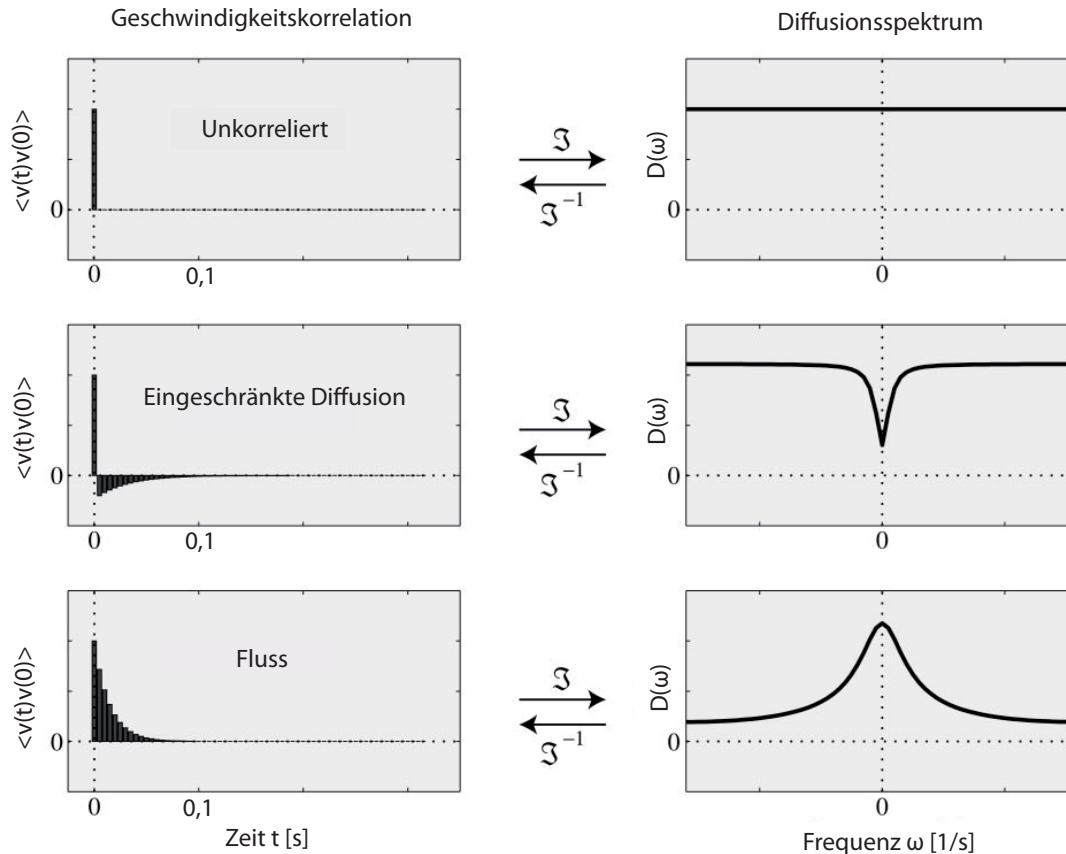 Geschwindigkeitskorrelation
Diffusionsspektrum
<v(t)v(0)>
Unkorreliert
0
0
0,1
ℑ
ℑ⁻¹
D(ω)
0
0
<v(t)v(0)>
Eingeschränkte Diffusion
0
0
0,1
ℑ
ℑ⁻¹
D(ω)
0
0
<v(t)v(0)>
Fluss
0
0
0,1
Zeit t [s]
ℑ
ℑ⁻¹
D(ω)
0
0
Frequenz ω [1/s]